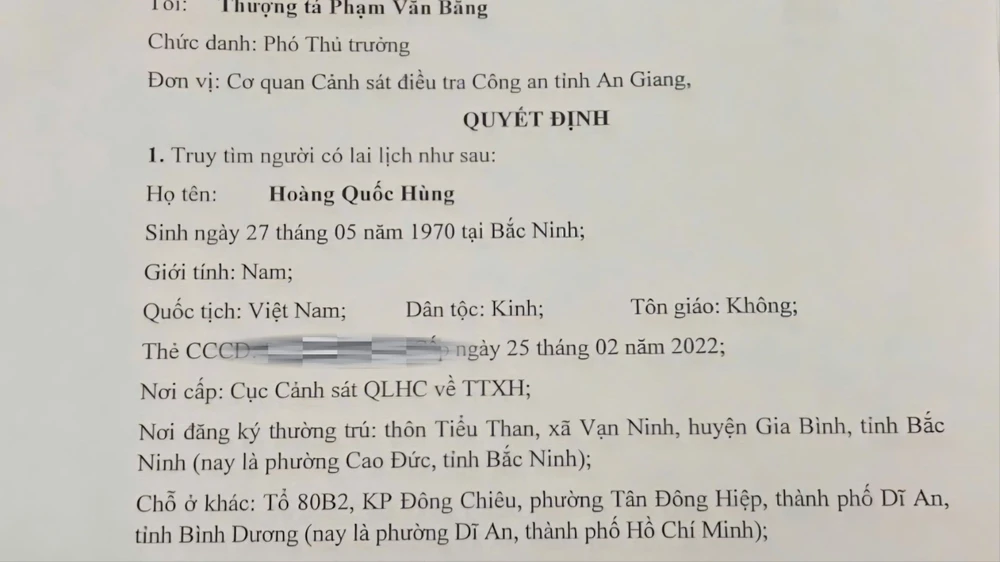 Tôi: Thượng tá Phạm Văn Bằng
Chức danh: Phó Thủ trưởng
Đơn vị: Cơ quan Cảnh sát điều tra Công an tỉnh An Giang,
QUYẾT ĐỊNH
1. Truy tìm người có lai lịch như sau:
Họ tên: Hoàng Quốc Hùng
Sinh ngày 27 tháng 05 năm 1970 tại Bắc Ninh;
Giới tính: Nam;
Quốc tịch: Việt Nam; Dân tộc: Kinh; Tôn giáo: Không;
Thẻ CCCD: ngày 25 tháng 02 năm 2022;
Nơi cấp: Cục Cảnh sát QLHC về TTXH;
Nơi đăng ký thường trú: thôn Tiểu Than, xã Vạn Ninh, huyện Gia Bình, tỉnh Bắc
Ninh (nay là phường Cao Đức, tỉnh Bắc Ninh);
Chỗ ở khác: Tổ 80B2, KP Đông Chiêu, phường Tân Đông Hiệp, thành phố Dĩ An,
tỉnh Bình Dương (nay là phường Dĩ An, thành phố Hồ Chí Minh);